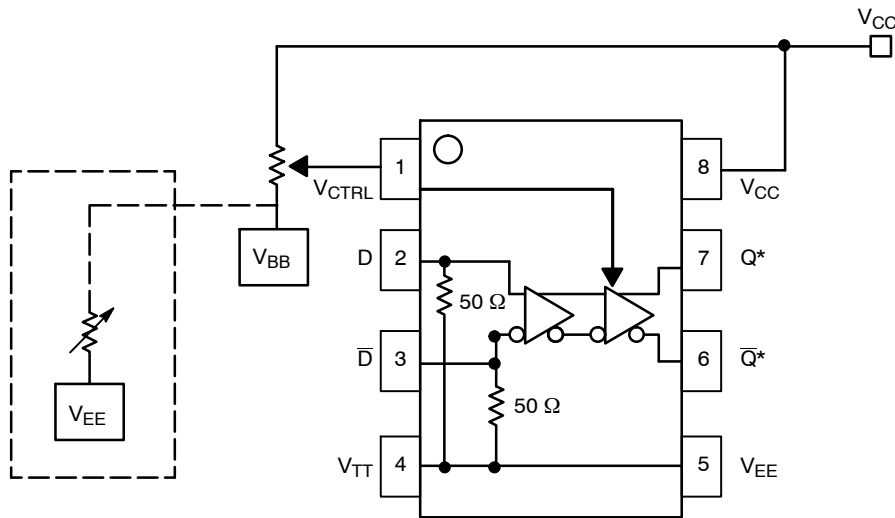 V_CC
1
V_CTRL
8
V_CC
V_BB
D
2
7
Q*
50 Ω
D̅
3
6
Q̅*
50 Ω
V_EE
V_TT
4
5
V_EE